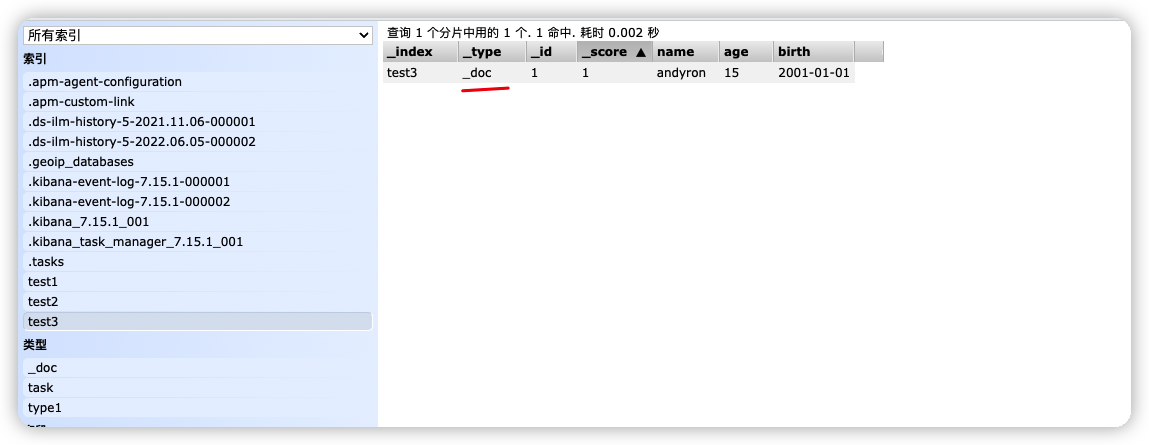 所有索引
索引
.apm-agent-configuration
.apm-custom-link
.ds-ilm-history-5-2021.11.06-000001
.ds-ilm-history-5-2022.06.05-000002
.geoip_databases
.kibana-event-log-7.15.1-000001
.kibana-event-log-7.15.1-000002
.kibana_7.15.1_001
.kibana_task_manager_7.15.1_001
.tasks
test1
test2
test3
类型
_doc
task
type1
查询 1 个分片中用的 1 个. 1 命中. 耗时 0.002 秒
_index _type _id _score ▲ name age birth
test3 _doc 1 1 andyron 15 2001-01-01